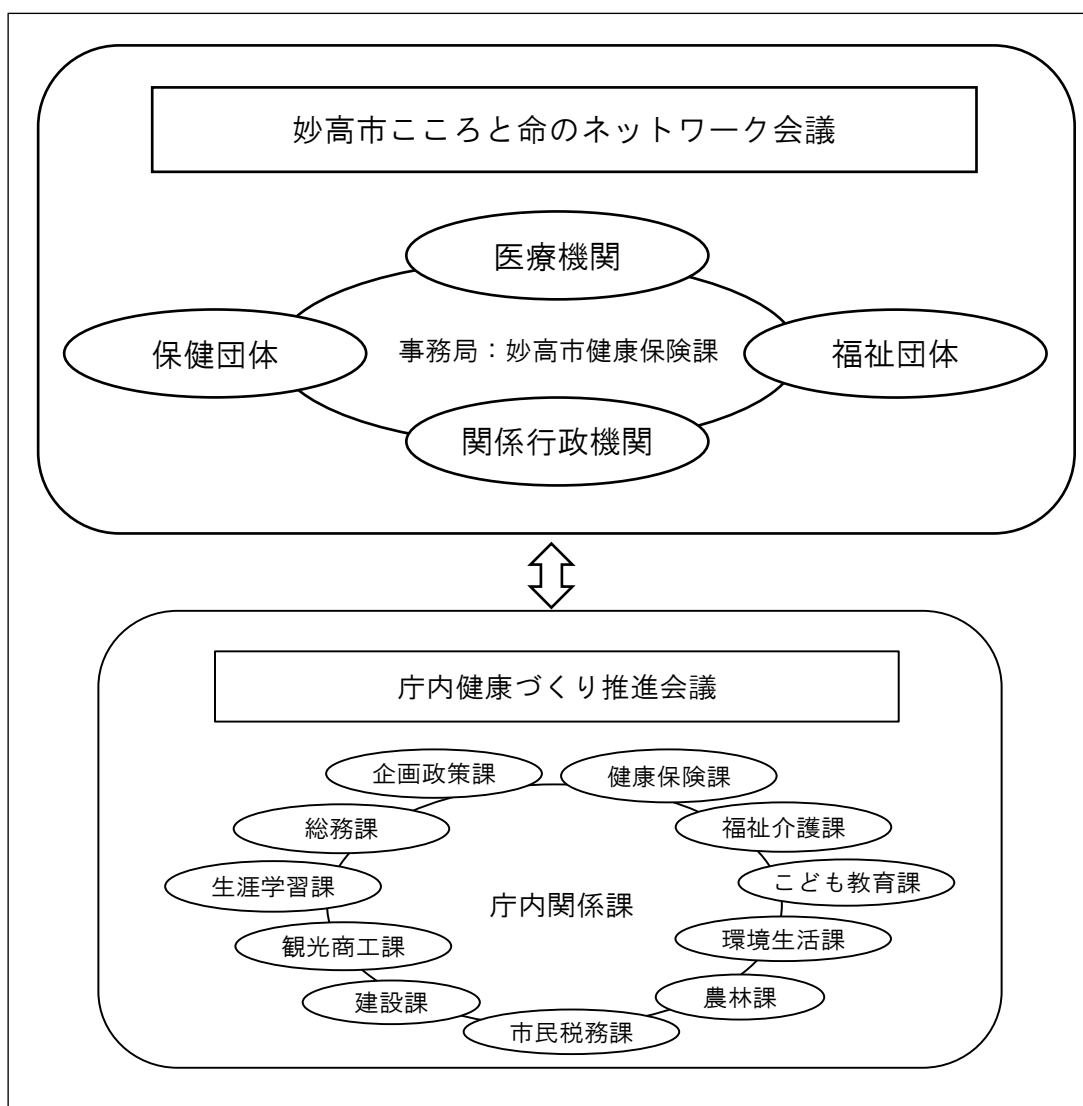 妙高市こころと命のネットワーク会議
医療機関
保健団体
事務局：妙高市健康保険課
福祉団体
関係行政機関
庁内健康づくり推進会議
企画政策課
健康保険課
総務課
福祉介護課
生涯学習課
庁内関係課
こども教育課
観光商工課
環境生活課
建設課
農林課
市民税務課